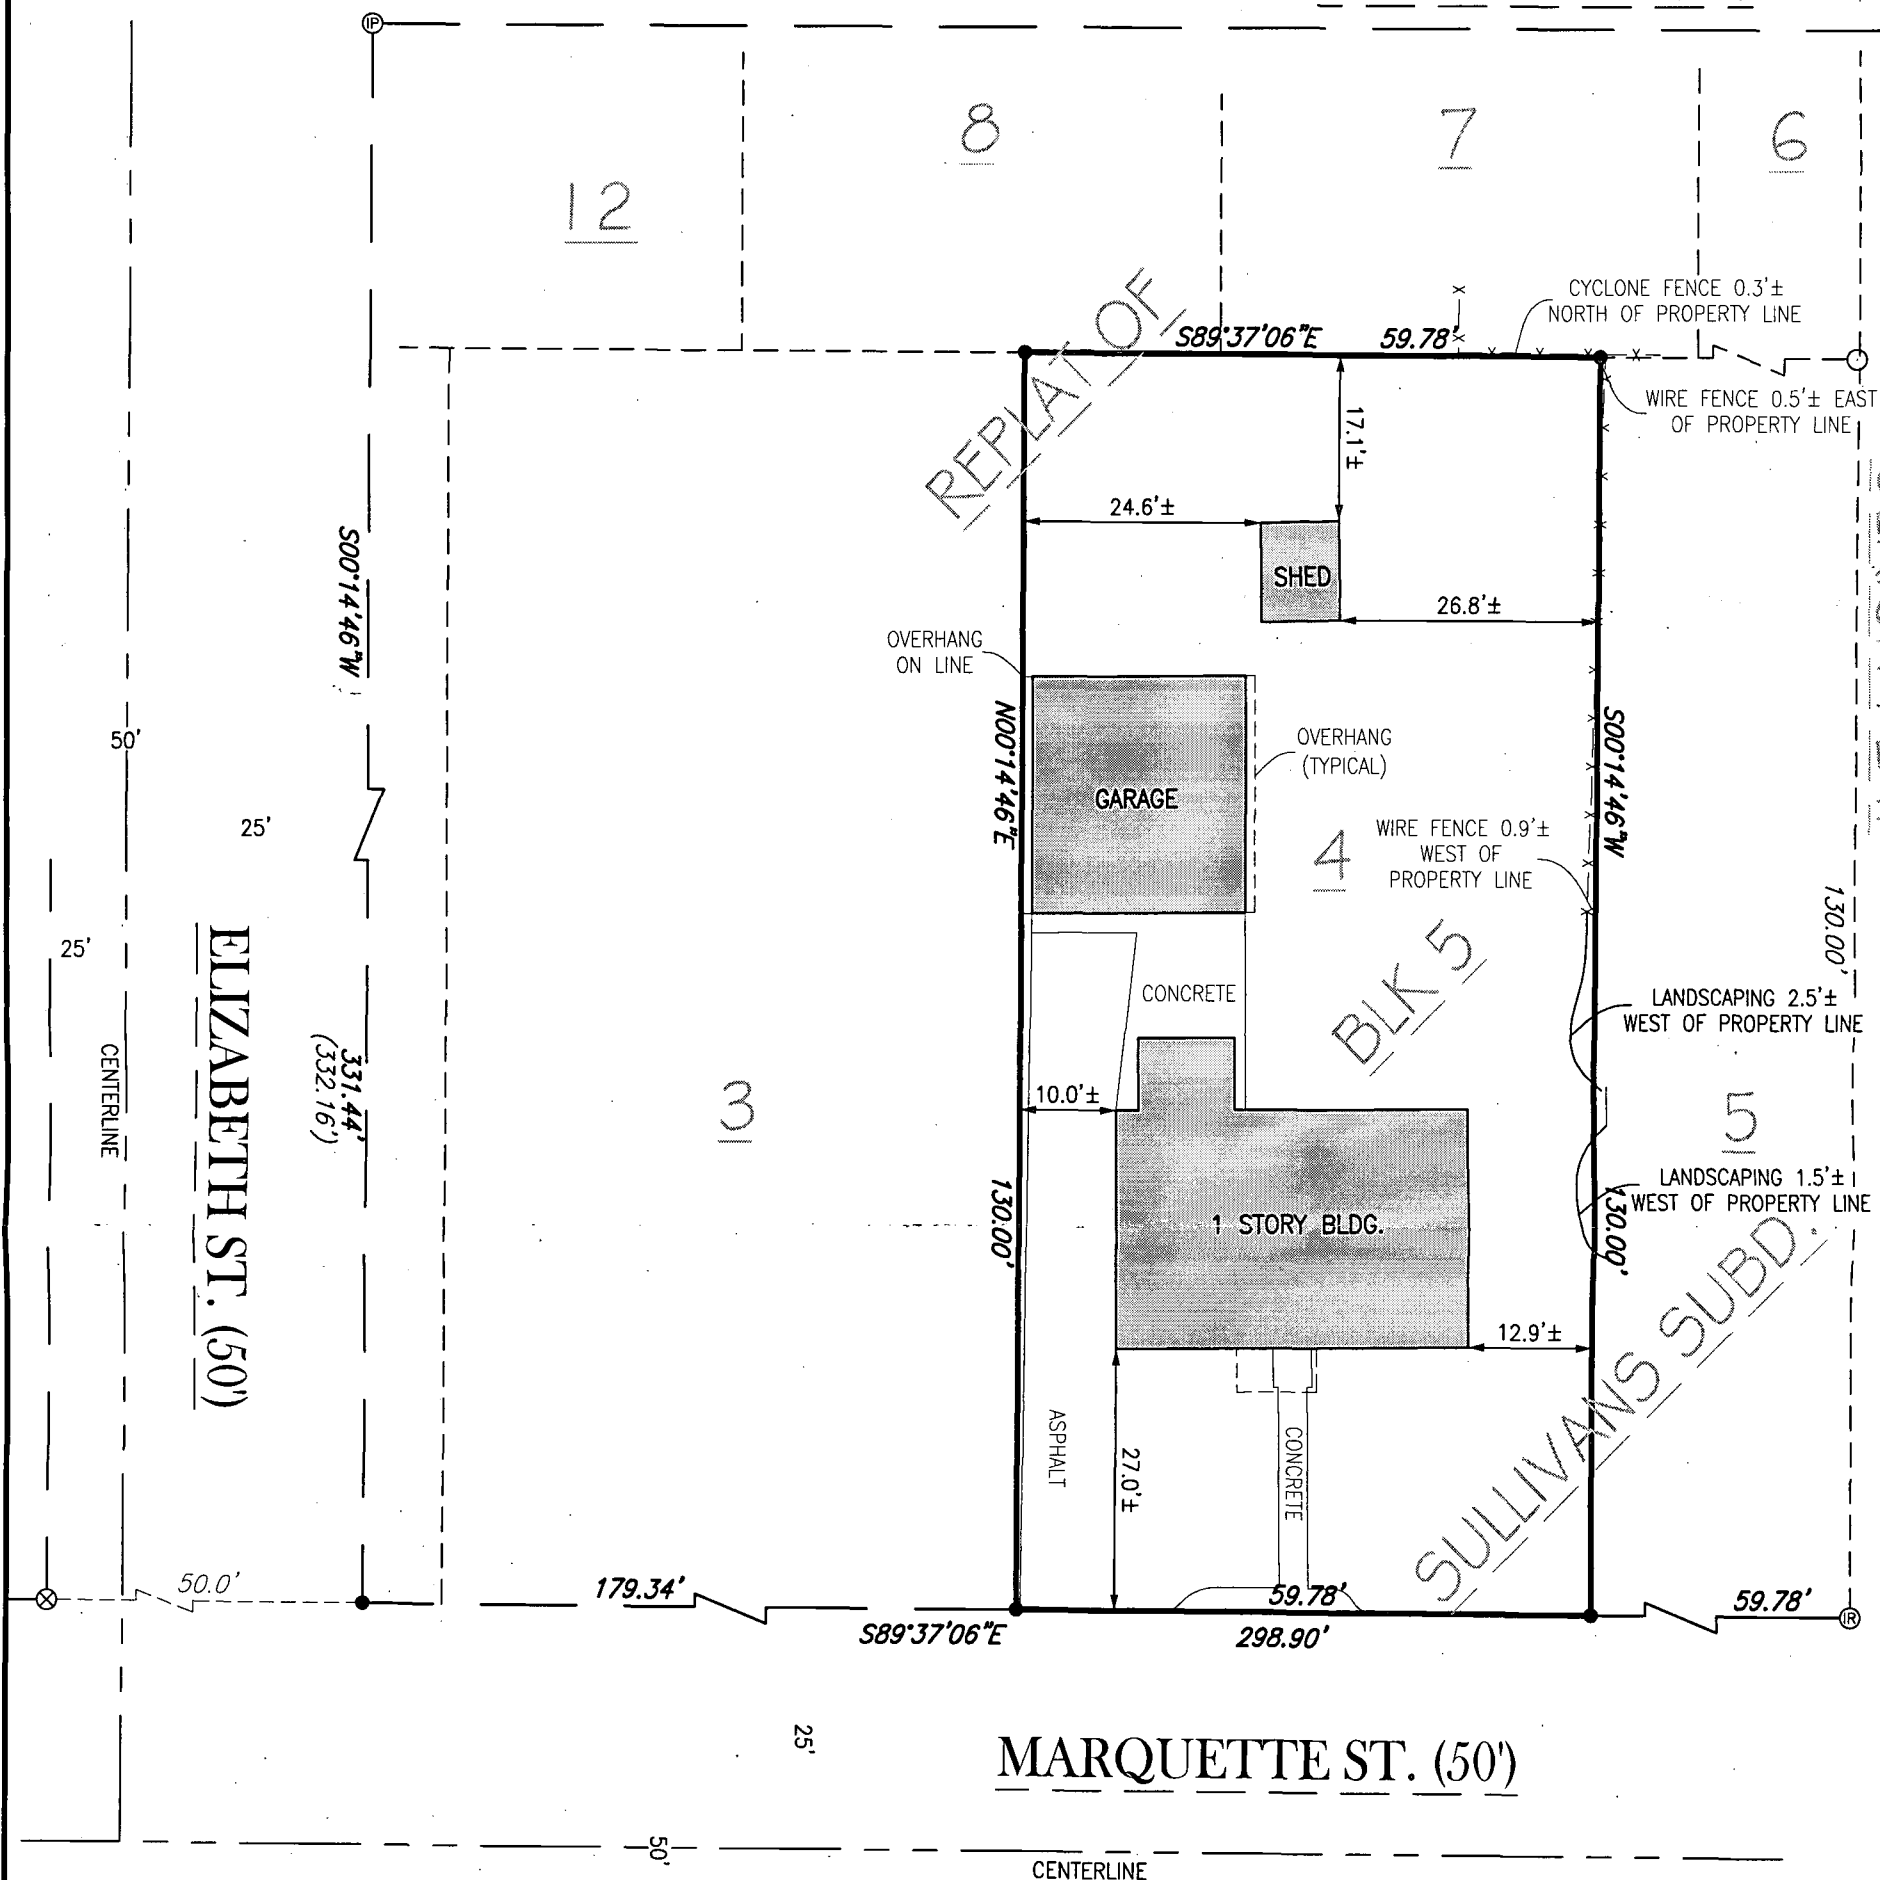 12
8
7
6
CYCLONE FENCE 0.3'±
NORTH OF PROPERTY LINE
REPLAT OF
S89°37'06"E 59.78'
WIRE FENCE 0.5'± EAST
OF PROPERTY LINE
17.1'±
24.6'±
SHED
26.8'±
S00°14'46"W
OVERHANG
ON LINE
N00°14'46"E
OVERHANG
(TYPICAL)
GARAGE
S00°14'46"W
50'
25'
4
WIRE FENCE 0.9'±
WEST OF
PROPERTY LINE
130.00'
25'
ELIZABETH ST. (50')
BLK 5
CONCRETE
LANDSCAPING 2.5'±
WEST OF PROPERTY LINE
CENTERLINE
331.44'
(332.16')
3
10.0'±
5
LANDSCAPING 1.5'±
WEST OF PROPERTY LINE
130.00'
130.00'
1 STORY BLDG.
SULLIVANS SUBD.
12.9'±
ASPHALT
27.0'±
CONCRETE
50.0'
179.34'
59.78'
59.78'
IP
IR
S89°37'06"E
298.90'
25'
MARQUETTE ST. (50')
50'
CENTERLINE